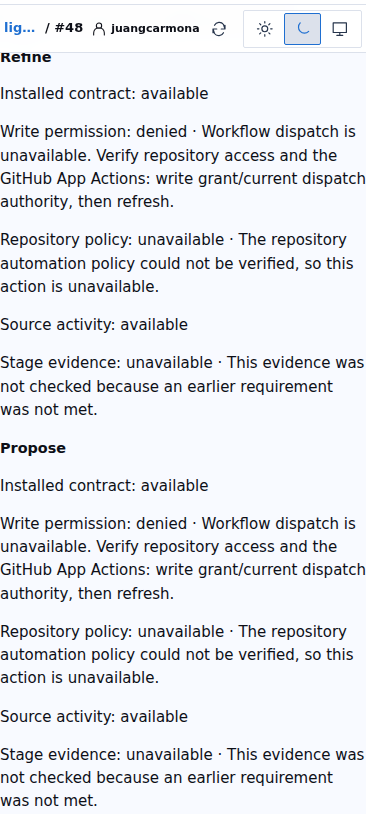 lig... / #48 juangcarmona
Refine
Installed contract: available
Write permission: denied · Workflow dispatch is
unavailable. Verify repository access and the
GitHub App Actions: write grant/current dispatch
authority, then refresh.
Repository policy: unavailable · The repository
automation policy could not be verified, so this
action is unavailable.
Source activity: available
Stage evidence: unavailable · This evidence was
not checked because an earlier requirement
was not met.
Propose
Installed contract: available
Write permission: denied · Workflow dispatch is
unavailable. Verify repository access and the
GitHub App Actions: write grant/current dispatch
authority, then refresh.
Repository policy: unavailable · The repository
automation policy could not be verified, so this
action is unavailable.
Source activity: available
Stage evidence: unavailable · This evidence was
not checked because an earlier requirement
was not met.